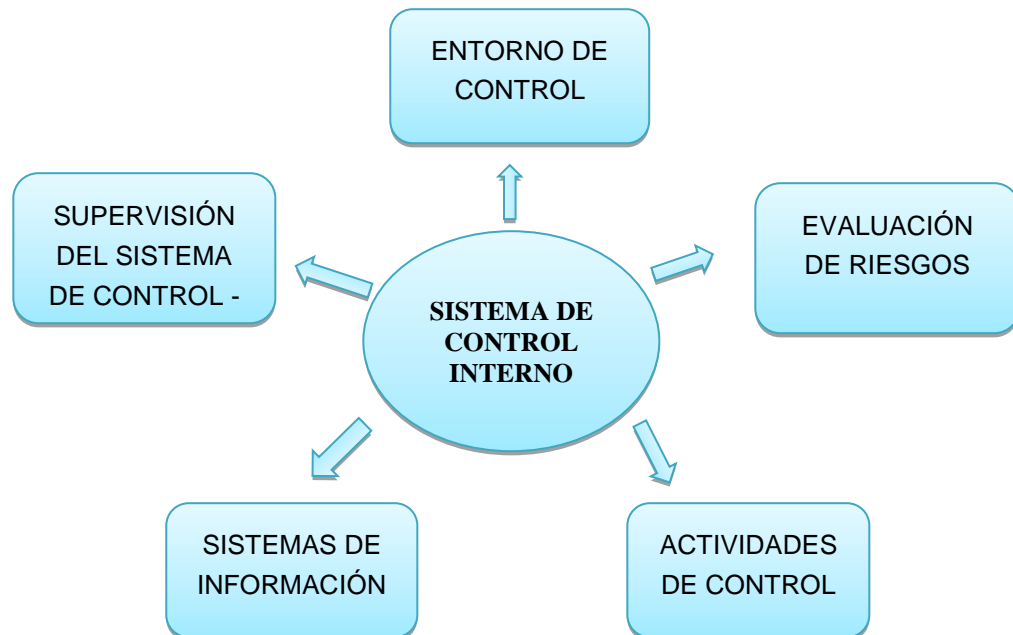 ENTORNO DE
CONTROL
SUPERVISIÓN
DEL SISTEMA
DE CONTROL -
EVALUACIÓN
DE RIESGOS
SISTEMA DE
CONTROL
INTERNO
SISTEMAS DE
INFORMACIÓN
ACTIVIDADES
DE CONTROL